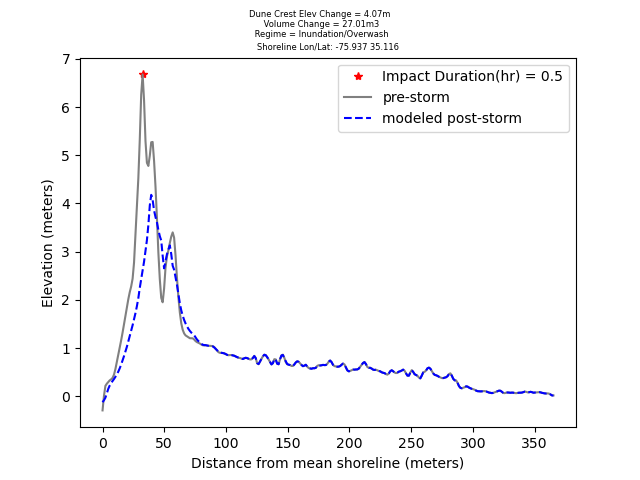 Dune Crest Elev Change = 4.07m
Volume Change = 27.01m3
Regime = Inundation/Overwash
Shoreline Lon/Lat: -75.937 35.116
Impact Duration(hr) = 0.5
pre-storm
modeled post-storm
Elevation (meters)
7
6
5
4
3
2
1
0
0 50 100 150 200 250 300 350
Distance from mean shoreline (meters)